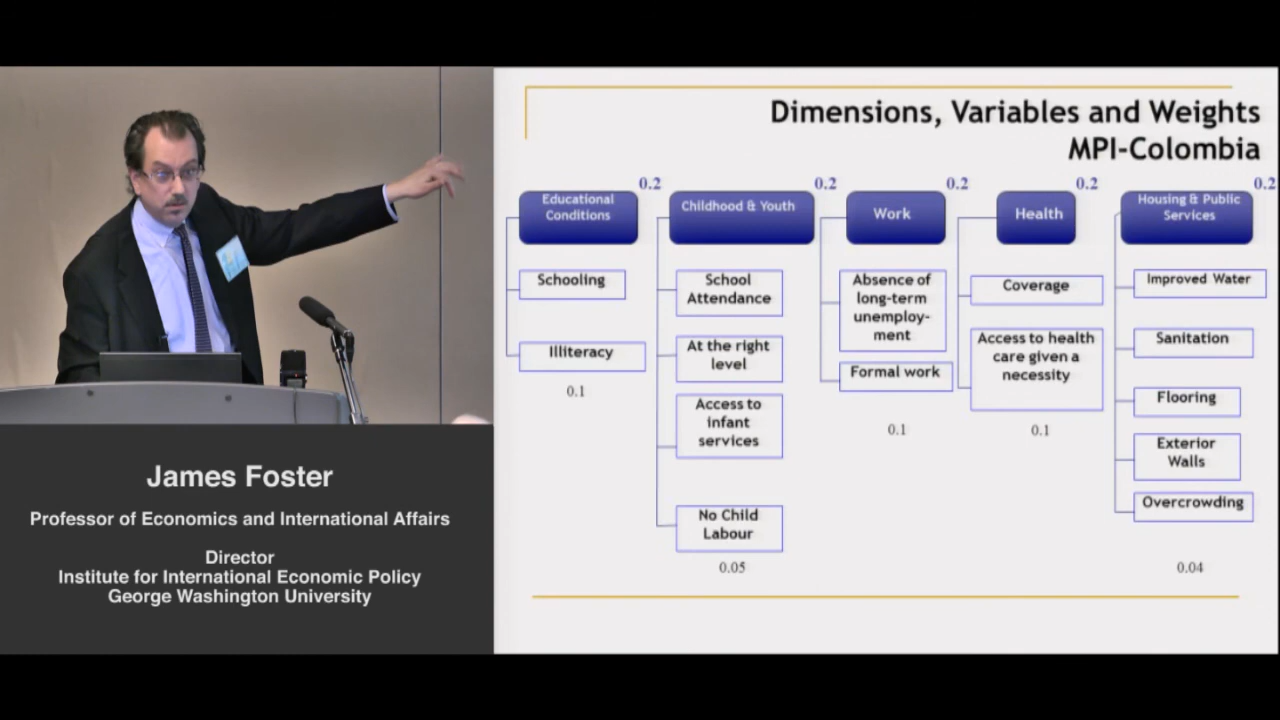 Dimensions, Variables and Weights
MPI-Colombia
0.2
0.2
0.2
0.2
0.2
Educational
Conditions
Schooling
Illiteracy
0.1
Childhood & Youth
School
Attendance
At the right
level
Access to
infant
services
No Child
Labour
0.05
Work
Absence of
long-term
unemploy-
ment
Formal work
0.1
Health
Coverage
Access to health
care given a
necessity
0.1
Housing & Public
Services
Improved Water
Sanitation
Flooring
Exterior
Walls
Overcrowding
0.04
James Foster
Professor of Economics and International Affairs
Director
Institute for International Economic Policy
George Washington University